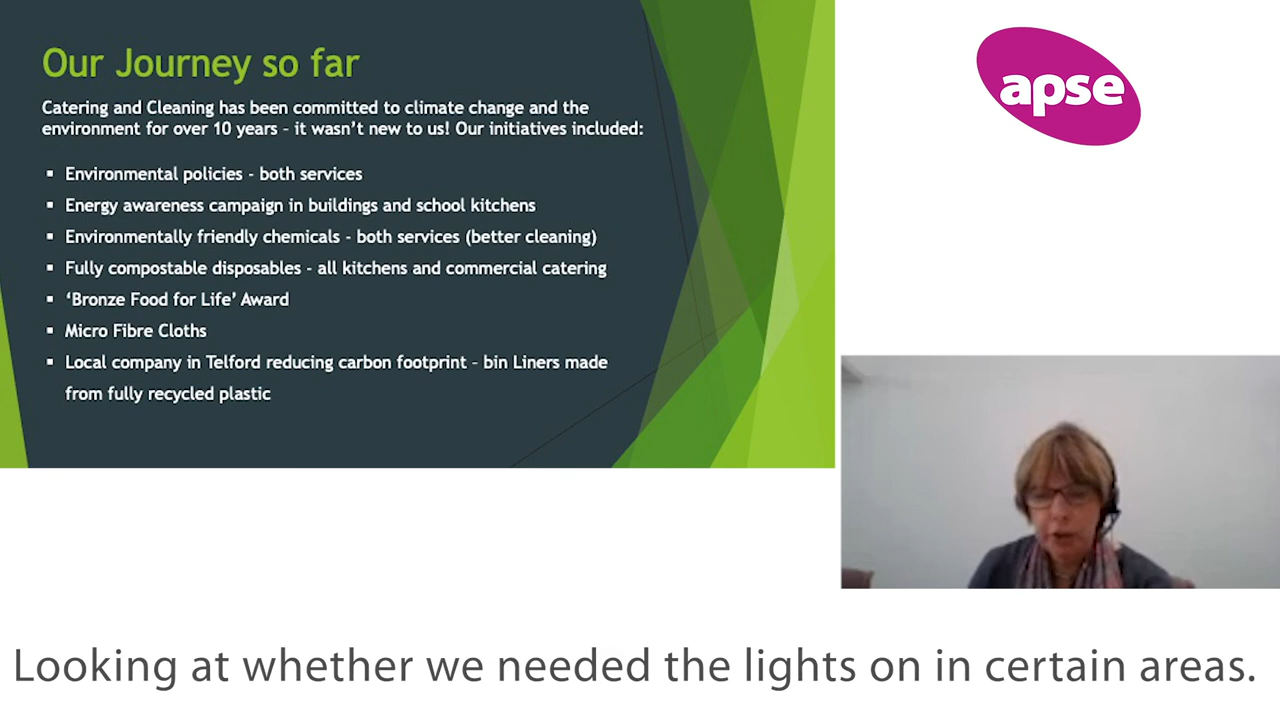 Our Journey so far
Catering and Cleaning has been committed to climate change and the
environment for over 10 years – it wasn't new to us! Our initiatives included:
▪ Environmental policies - both services
▪ Energy awareness campaign in buildings and school kitchens
▪ Environmentally friendly chemicals - both services (better cleaning)
▪ Fully compostable disposables - all kitchens and commercial catering
▪ ‘Bronze Food for Life’ Award
▪ Micro Fibre Cloths
▪ Local company in Telford reducing carbon footprint – bin Liners made
from fully recycled plastic
apse
Looking at whether we needed the lights on in certain areas.